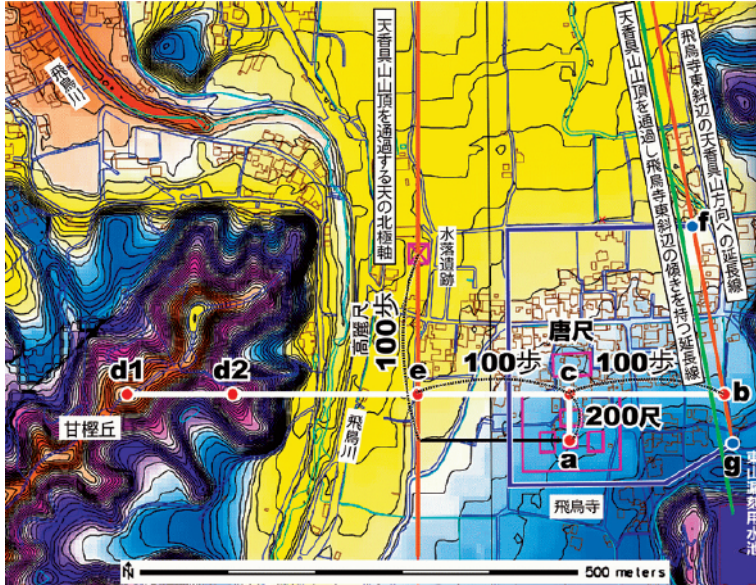 飛鳥川
天香具山山頂を通過する天の北極軸
水落遺跡
高麗尺
100歩
飛鳥寺東斜辺の天香具山方向への延長線
天香具山山頂を通過し飛鳥寺東斜辺の傾きを持つ延長線
f
唐尺
100歩
100歩
d1
d2
e
c
b
200尺
a
g
甘樫丘
飛鳥川
飛鳥寺
N
500 meters